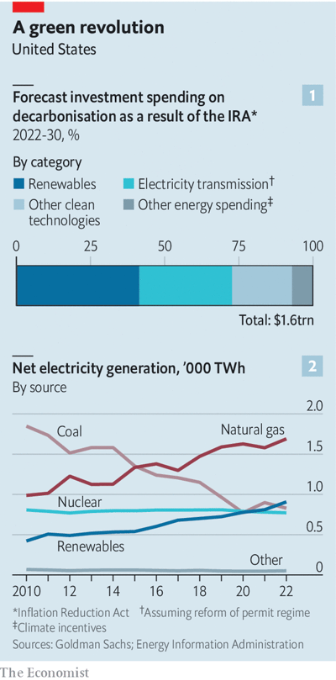 A green revolution
United States
Forecast investment spending on
decarbonisation as a result of the IRA*
2022-30, %
1
By category
Renewables
Electricity transmission†
Other clean
technologies
Other energy spending‡
0 25 50 75 100
Total: $1.6trn
Net electricity generation, ’000 TWh
2
By source
2.0
Coal
Natural gas
1.5
1.0
Nuclear
0.5
Renewables
Other
0
2010 12 14 16 18 20 22
*Inflation Reduction Act †Assuming reform of permit regime
‡Climate incentives
Sources: Goldman Sachs; Energy Information Administration
The Economist